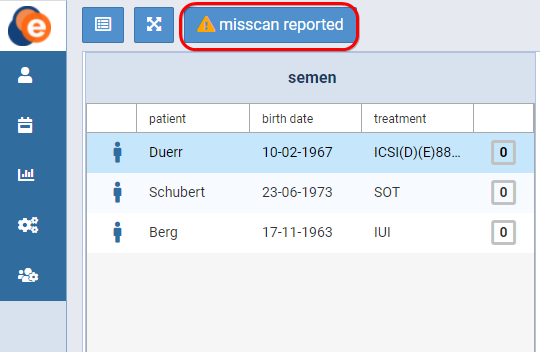 e
misscan reported
semen
patient birth date treatment
Duerr 10-02-1967 ICSI(D)(E)88... 0
Schubert 23-06-1973 SOT 0
Berg 17-11-1963 IUI 0